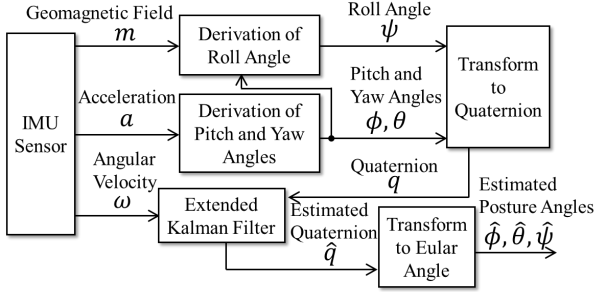 Geomagnetic Field
m
Derivation of
Roll Angle
Roll Angle
ψ
Transform
to
Quaternion
IMU
Sensor
Acceleration
a
Derivation of
Pitch and Yaw
Angles
Pitch and
Yaw Angles
ϕ, θ
Angular
Velocity
ω
Extended
Kalman Filter
Quaternion
q
Estimated
Quaternion
q̂
Transform
to Eular
Angle
Estimated
Posture Angles
ϕ̂, θ̂, ψ̂